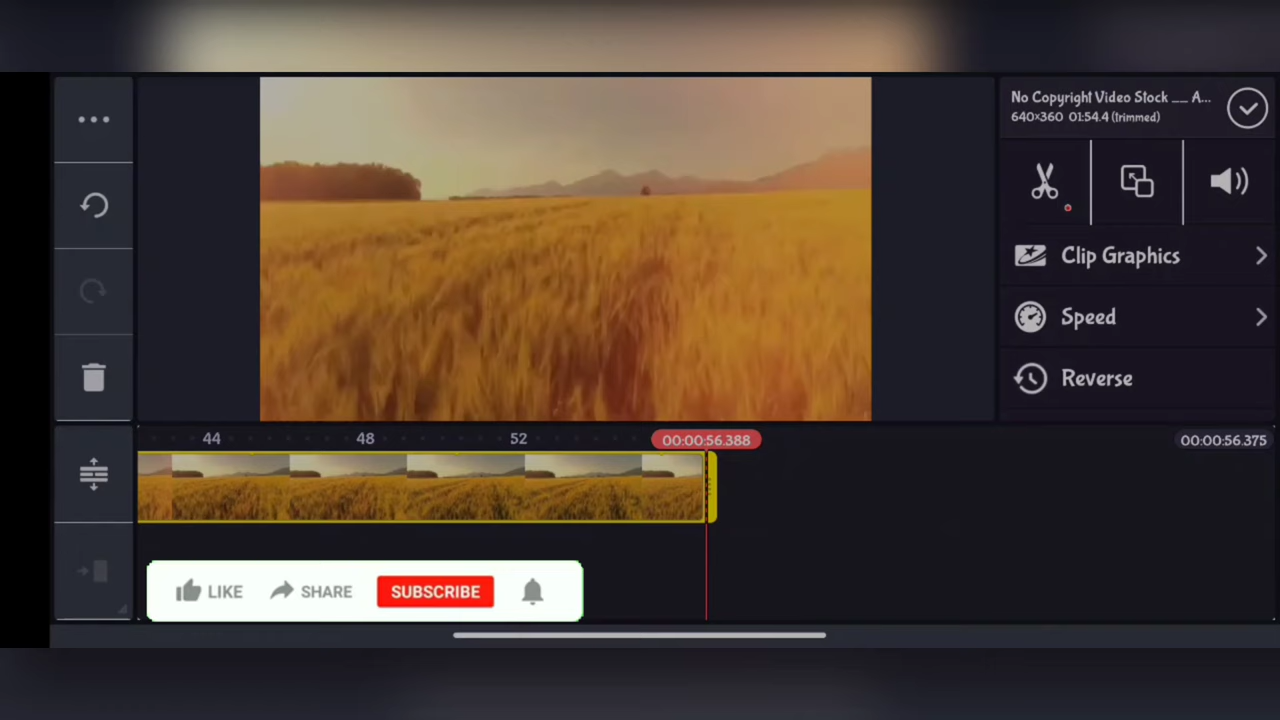 No Copyright Video Stock __ A...
640×360 01:54.4 (trimmed)
Clip Graphics
Speed
Reverse
44 48 52 00:00:56.388 00:00:56.375
LIKE SHARE SUBSCRIBE